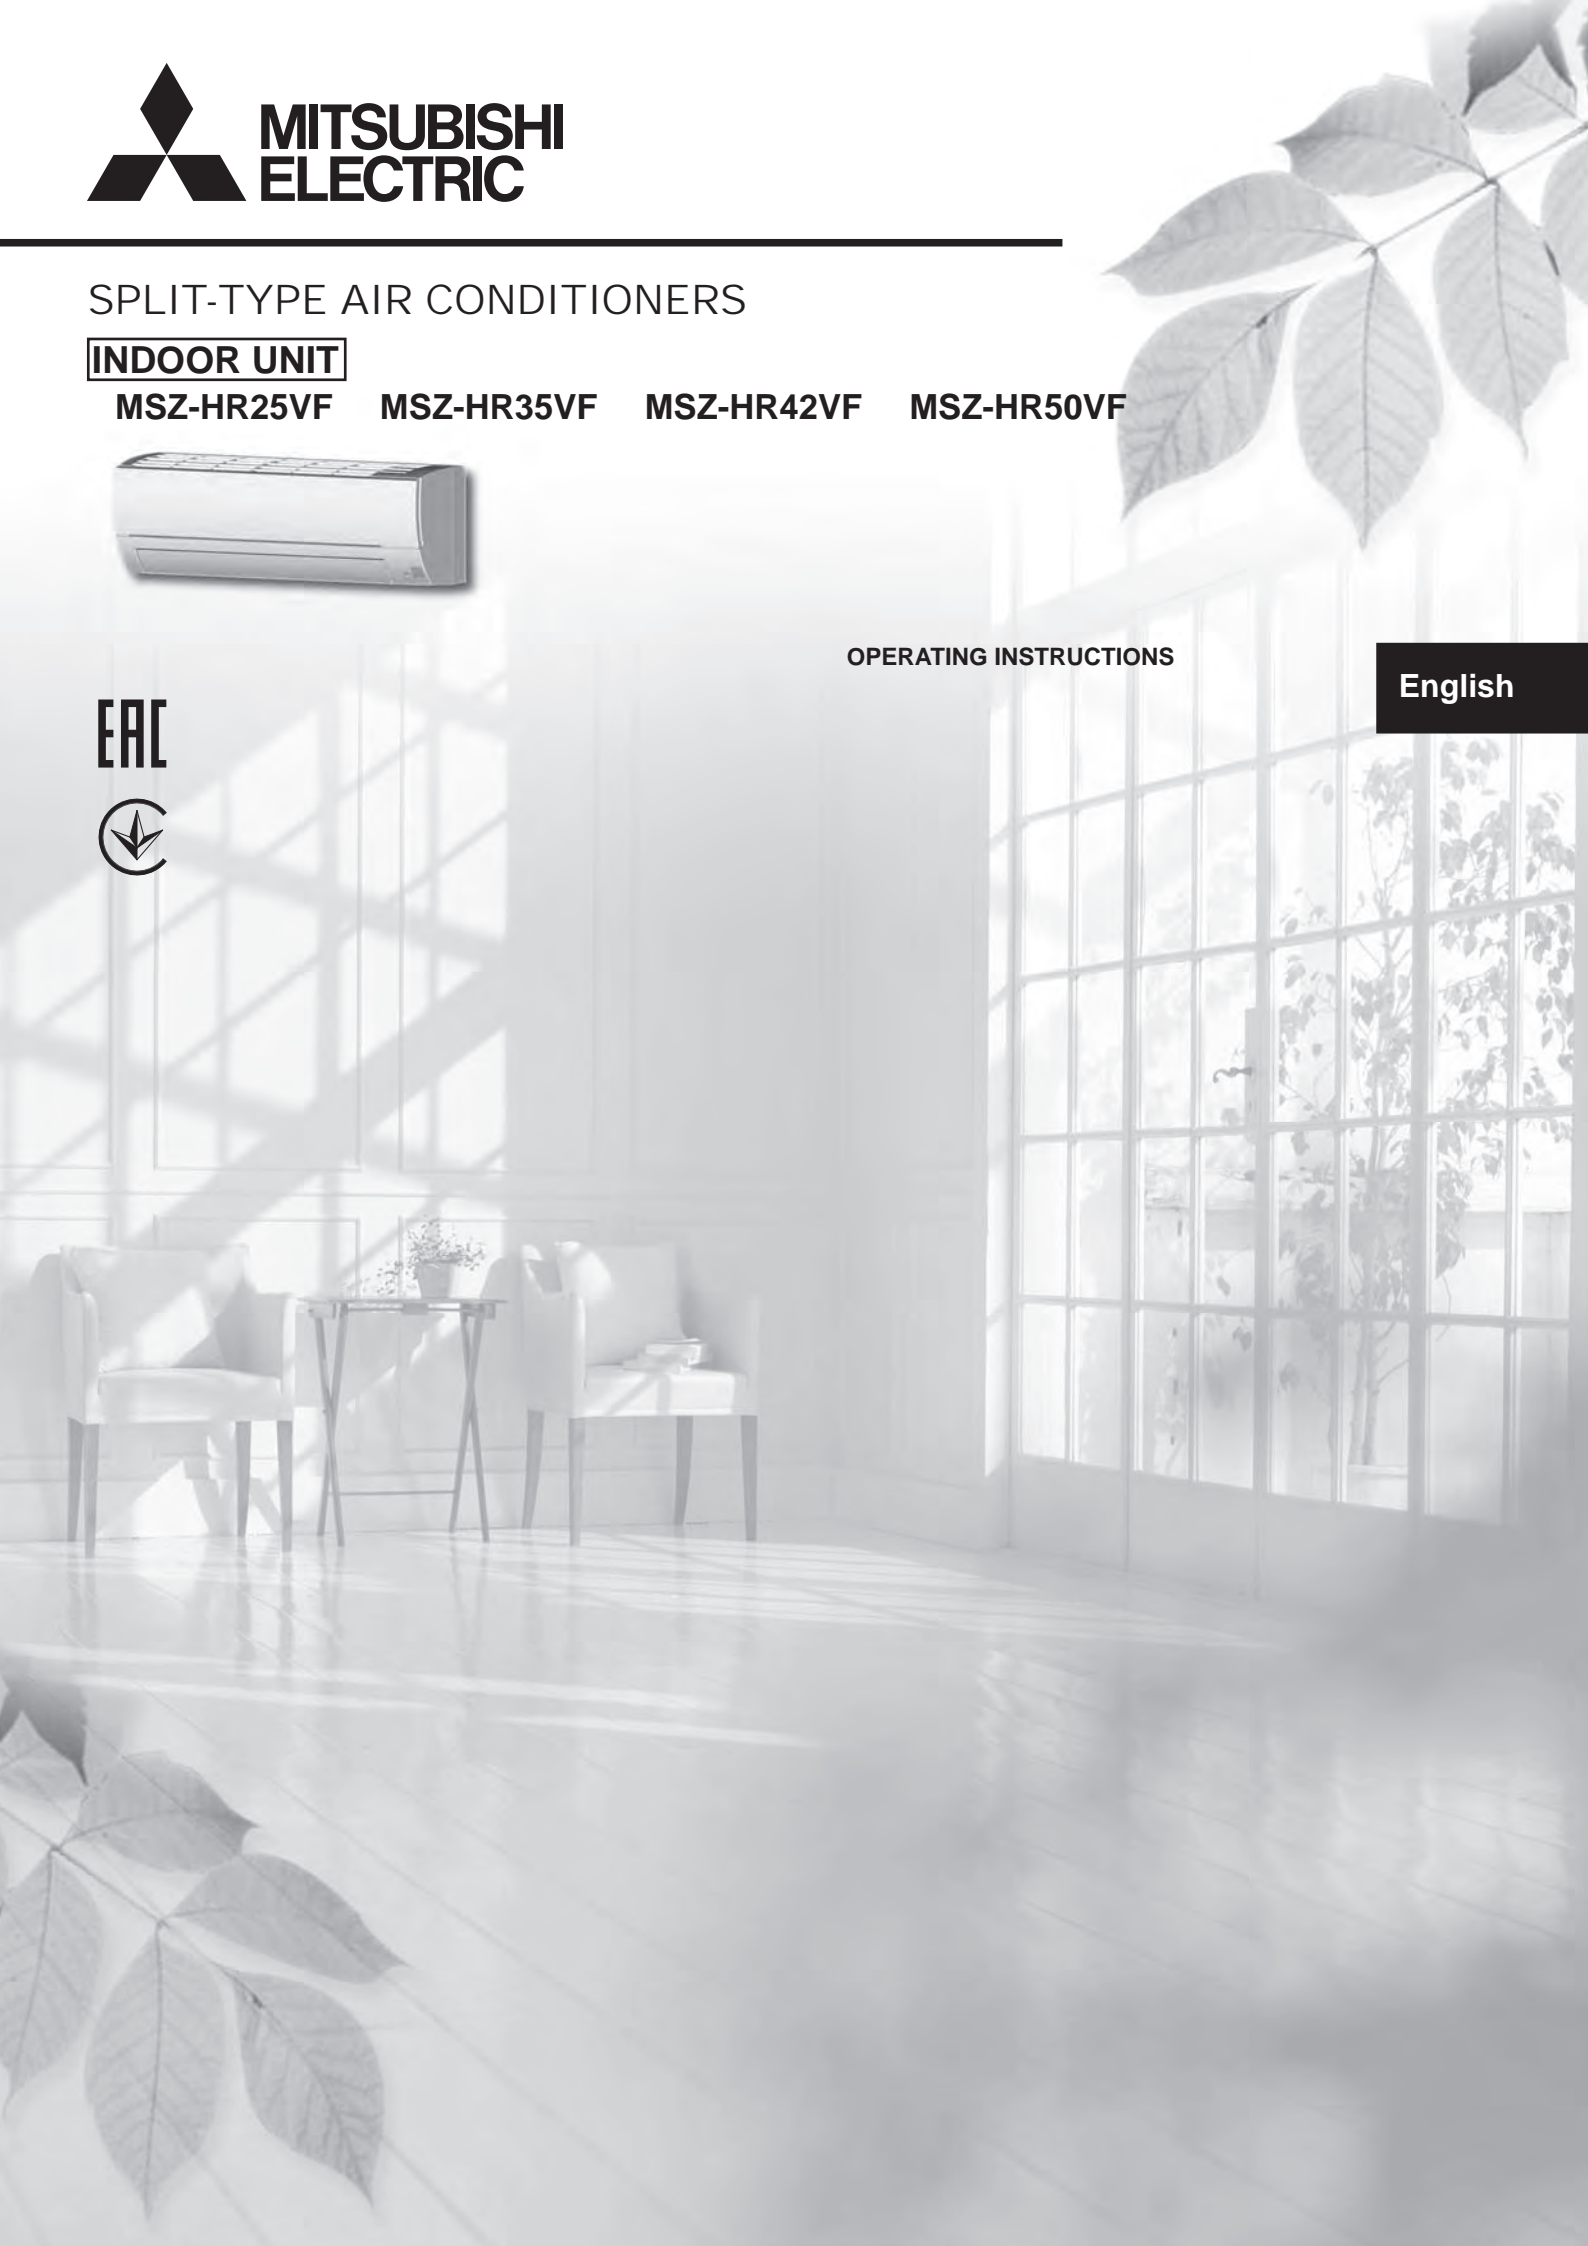 MITSUBISHI
ELECTRIC
SPLIT-TYPE AIR CONDITIONERS
INDOOR UNIT
MSZ-HR25VF MSZ-HR35VF MSZ-HR42VF MSZ-HR50VF
OPERATING INSTRUCTIONS
English
EAC